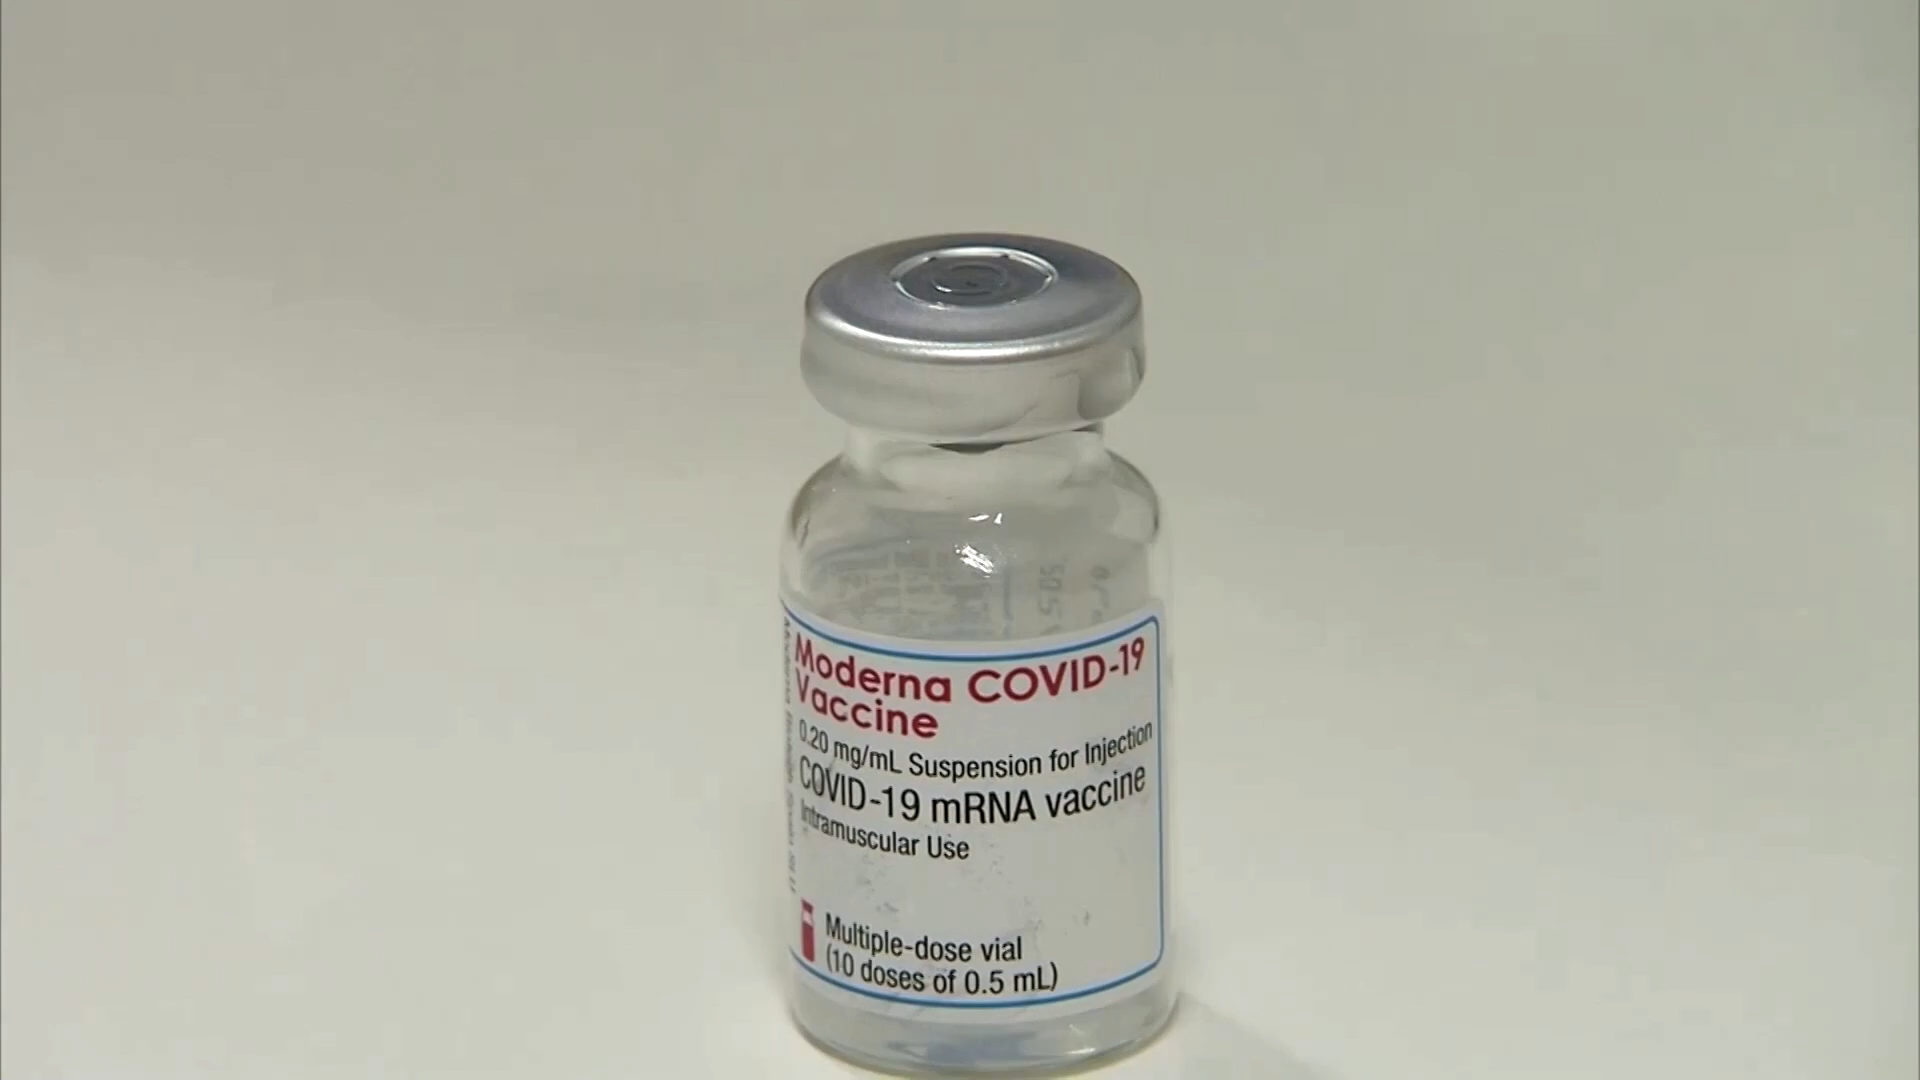 Moderna COVID-19
Vaccine
0.20 mg/mL Suspension for Injection
COVID-19 mRNA vaccine
Intramuscular Use
Multiple-dose vial
(10 doses of 0.5 mL)